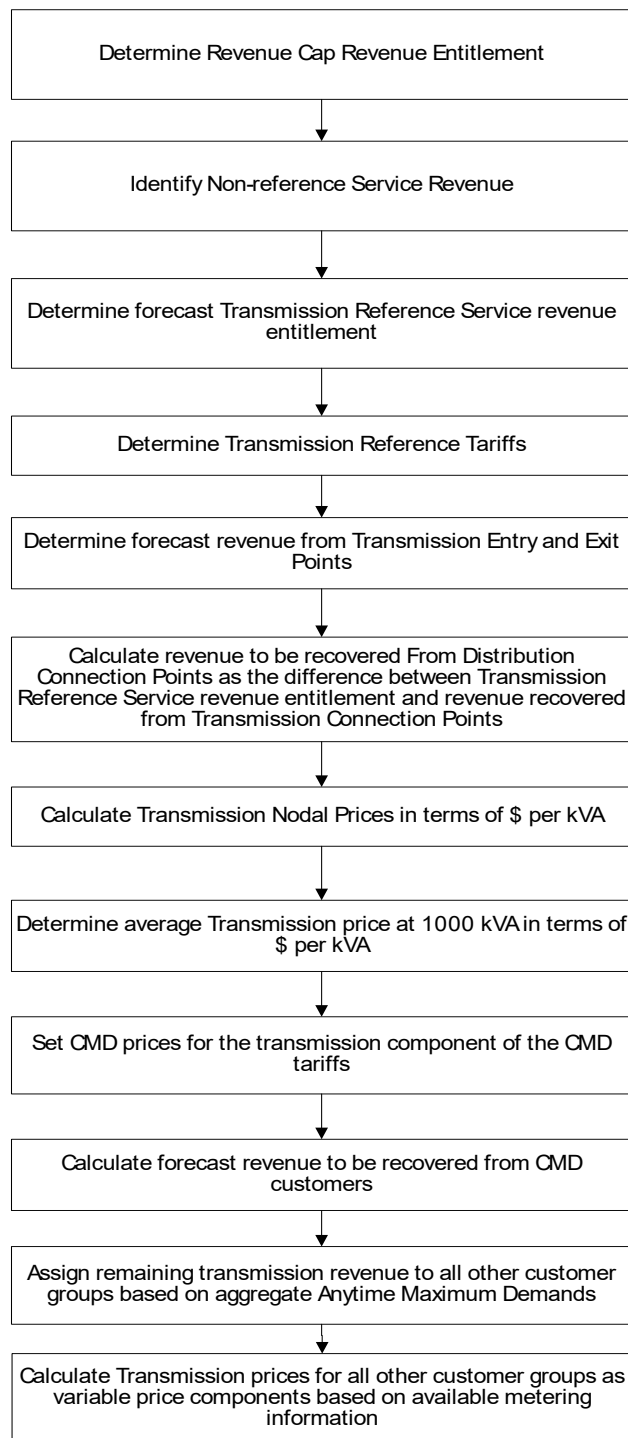 Determine Revenue Cap Revenue Entitlement
Identify Non-reference Service Revenue
Determine forecast Transmission Reference Service revenue
entitlement
Determine Transmission Reference Tariffs
Determine forecast revenue from Transmission Entry and Exit
Points
Calculate revenue to be recovered From Distribution
Connection Points as the difference between Transmission
Reference Service revenue entitlement and revenue recovered
from Transmission Connection Points
Calculate Transmission Nodal Prices in terms of $ per kVA
Determine average Transmission price at 1000 kVA in terms of
$ per kVA
Set CMD prices for the transmission component of the CMD
tariffs
Calculate forecast revenue to be recovered from CMD
customers
Assign remaining transmission revenue to all other customer
groups based on aggregate Anytime Maximum Demands
Calculate Transmission prices for all other customer groups as
variable price components based on available metering
information